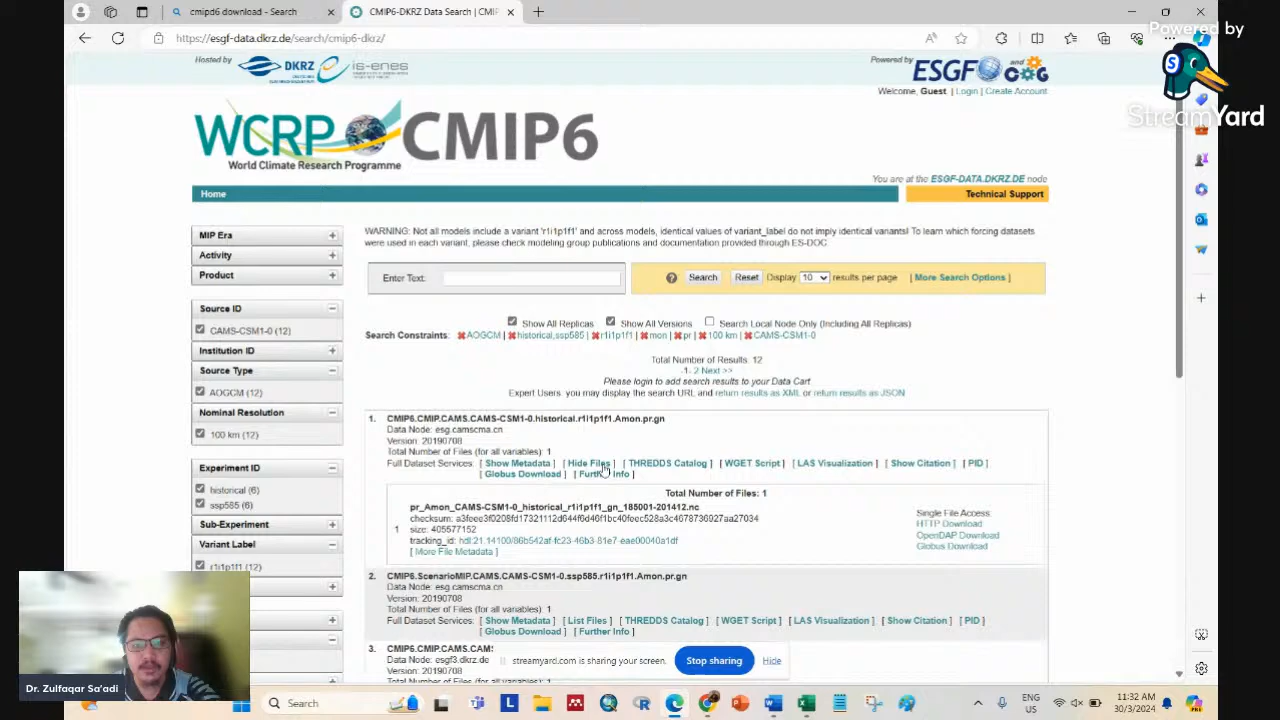 cmip6 download - Search
CMIP6-DKRZ Data Search | CMIP
https://esgf-data.dkrz.de/search/cmip6-dkrz/
Powered by
StreamYard
Hosted by
DKRZ
is-enes
Powered by
ESGF and COG
Welcome, Guest. | Login | Create Account
WCRP CMIP6
World Climate Research Programme
You are at the ESGF-DATA.DKRZ.DE node
Home
Technical Support
MIP Era
Activity
Product
Source ID
CAMS-CSM1-0 (12)
Institution ID
Source Type
AOGCM (12)
Nominal Resolution
100 km (12)
Experiment ID
historical (6)
ssp585 (6)
Sub-Experiment
Variant Label
r1i1p1f1 (12)
WARNING: Not all models include a variant 'r1i1p1f1' and across models, identical values of variant_label do not imply identical variants! To learn which forcing datasets
were used in each variant, please check modeling group publications and documentation provided through ES-DOC.
Enter Text:
Search Reset Display 10 results per page [ More Search Options ]
Show All Replicas Show All Versions Search Local Node Only (Including All Replicas)
Search Constraints: AOGCM | historical,ssp585 | r1i1p1f1 | mon | pr | 100 km | CAMS-CSM1-0
Total Number of Results: 12
-1- 2 Next >>
Please login to add search results to your Data Cart
Expert Users: you may display the search URL and return results as XML or return results as JSON
1. CMIP6.CMIP.CAMS.CAMS-CSM1-0.historical.r1i1p1f1.Amon.pr.gn
Data Node: esg.camscma.cn
Version: 20190708
Total Number of Files (for all variables): 1
Full Dataset Services: [ Show Metadata ] [ Hide Files ] [ THREDDS Catalog ] [ WGET Script ] [ LAS Visualization ] [ Show Citation ] [ PID ]
[ Globus Download ] [ Further Info ]
Total Number of Files: 1
pr_Amon_CAMS-CSM1-0_historical_r1i1p1f1_gn_185001-201412.nc
1
size: 405577152
[ More File Metadata ]
Single File Access:
HTTP Download
OpenDAP Download
Globus Download
2. CMIP6.ScenarioMIP.CAMS.CAMS-CSM1-0.ssp585.r1i1p1f1.Amon.pr.gn
Data Node: esg.camscma.cn
Version: 20190708
Total Number of Files (for all variables): 1
Full Dataset Services: [ Show Metadata ] [ List Files ] [ THREDDS Catalog ] [ WGET Script ] [ LAS Visualization ] [ Show Citation ] [ PID ]
[ Globus Download ] [ Further Info ]
3. CMIP6.CMIP.CAMS.CAMS
Data Node: esgf3.dkrz.de
Version: 20190708
streamyard.com is sharing your screen.
Stop sharing
Hide
Dr. Zulfaqar Sa'adi
Search
ENG
US
11:32 AM
30/3/2024